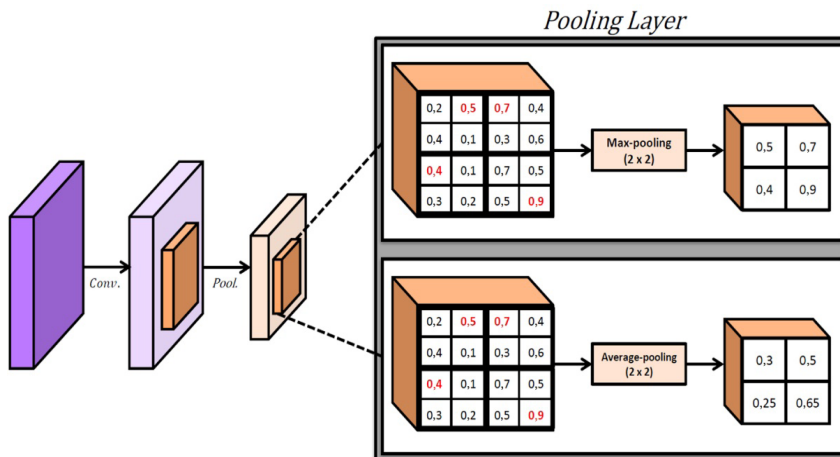 Pooling Layer
0,2 0,5 0,7 0,4
0,4 0,1 0,3 0,6
0,4 0,1 0,7 0,5
0,3 0,2 0,5 0,9
Max-pooling
(2 x 2)
0,5 0,7
0,4 0,9
Conv.
Pool.
0,2 0,5 0,7 0,4
0,4 0,1 0,3 0,6
0,4 0,1 0,7 0,5
0,3 0,2 0,5 0,9
Average-pooling
(2 x 2)
0,3 0,5
0,25 0,65